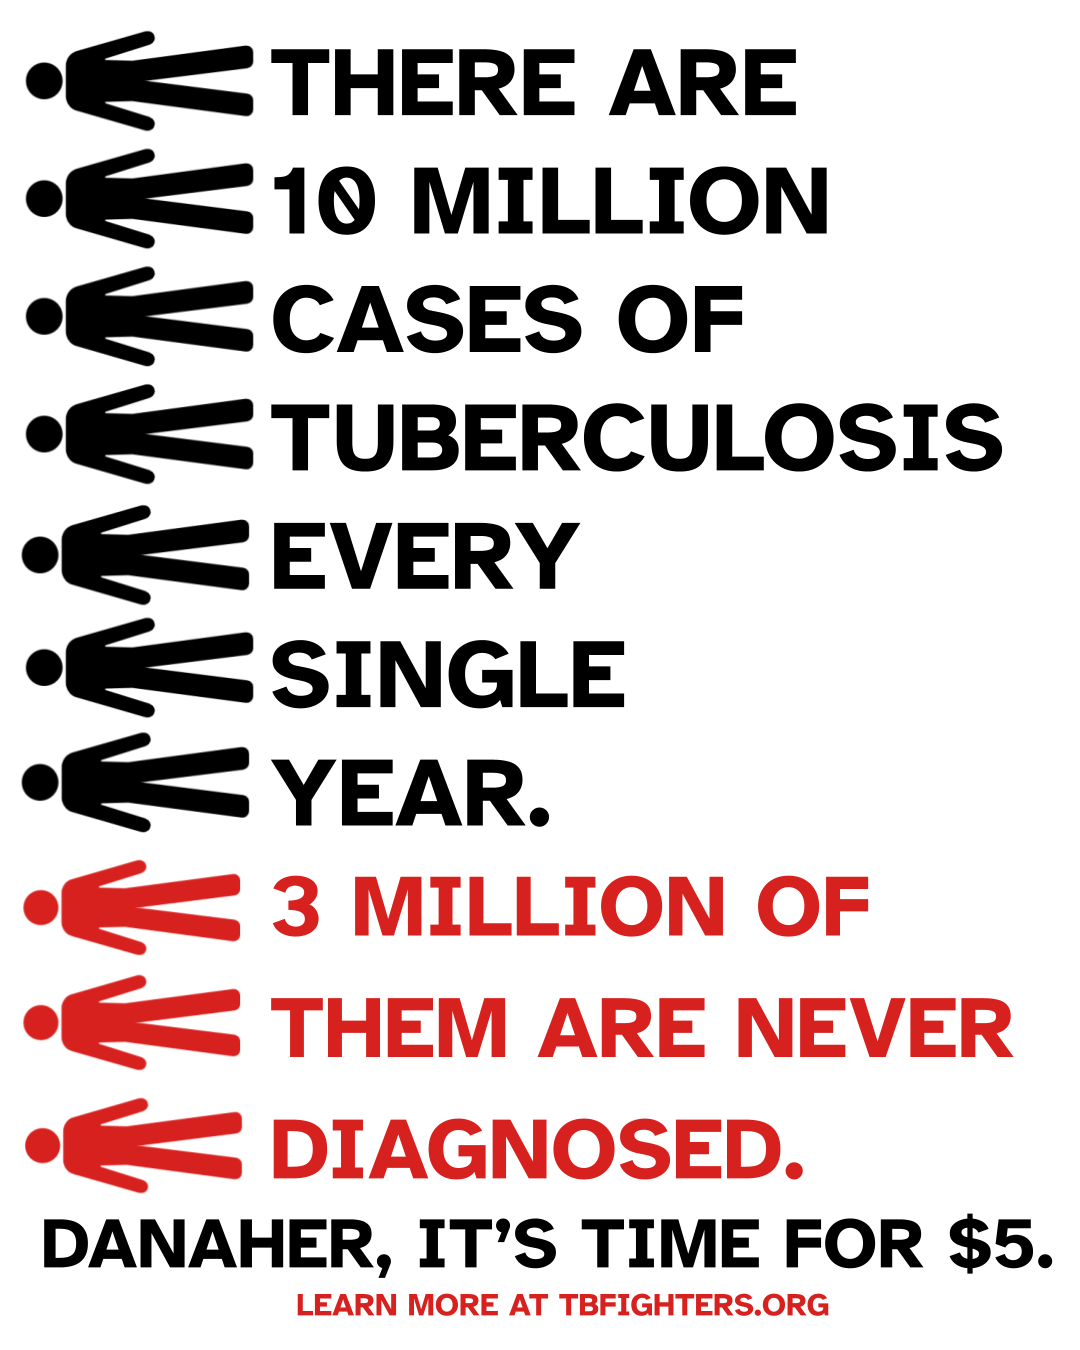 THERE ARE
10 MILLION
CASES OF
TUBERCULOSIS
EVERY
SINGLE
YEAR.
3 MILLION OF
THEM ARE NEVER
DIAGNOSED.
DANAHER, IT’S TIME FOR $5.
LEARN MORE AT TBFIGHTERS.ORG